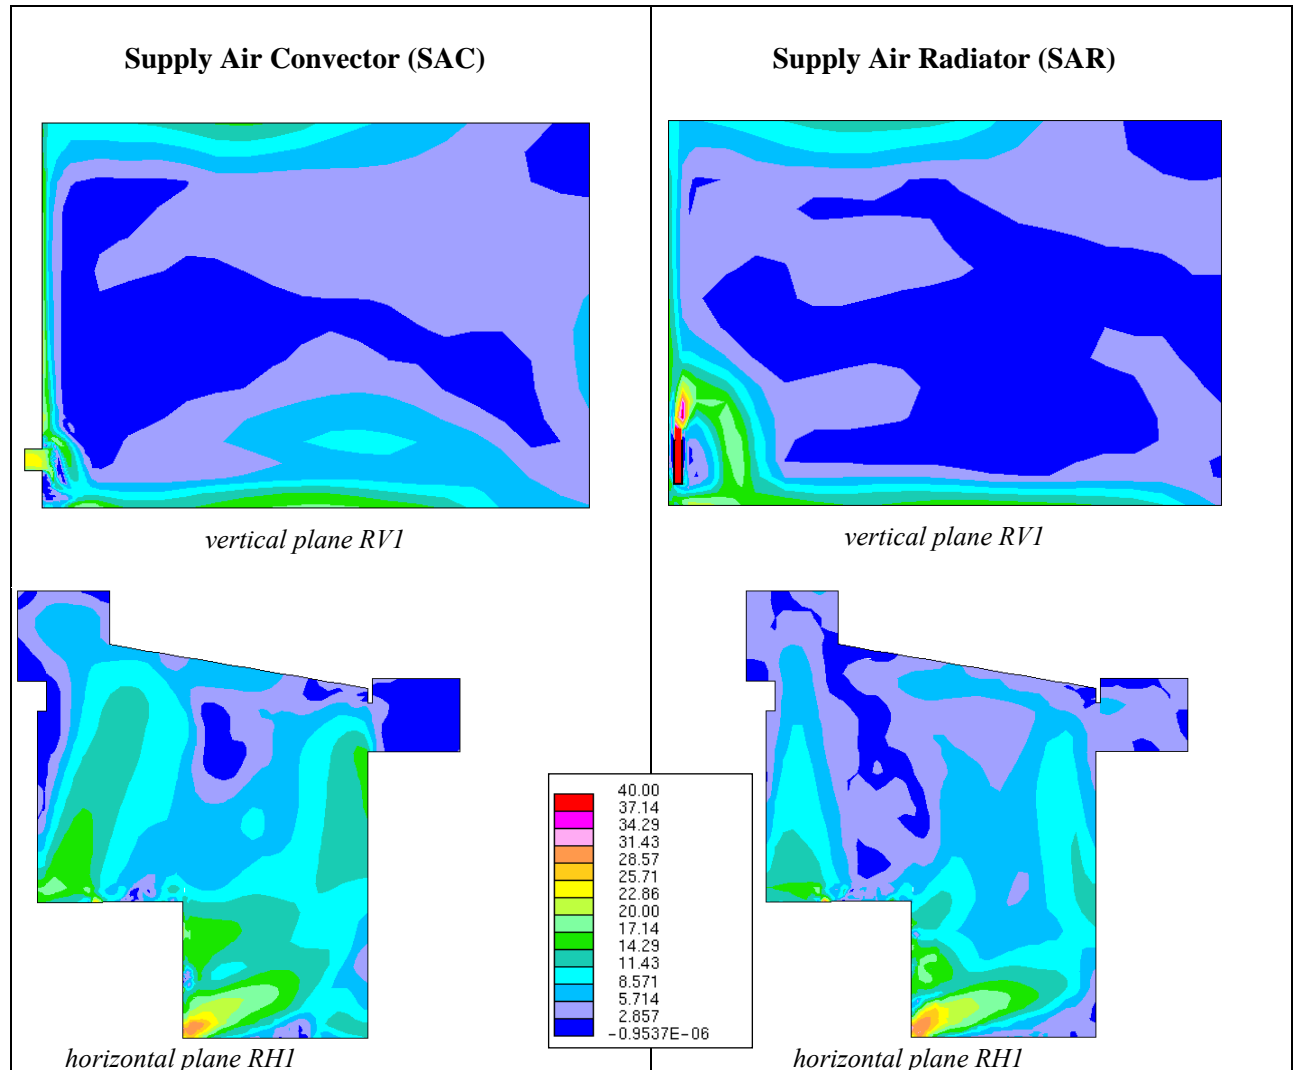 Supply Air Convector (SAC)
Supply Air Radiator (SAR)
vertical plane RV1
vertical plane RV1
40.00
37.14
34.29
31.43
28.57
25.71
22.86
20.00
17.14
14.29
11.43
8.571
5.714
2.857
-0.9537E-06
horizontal plane RH1
horizontal plane RH1